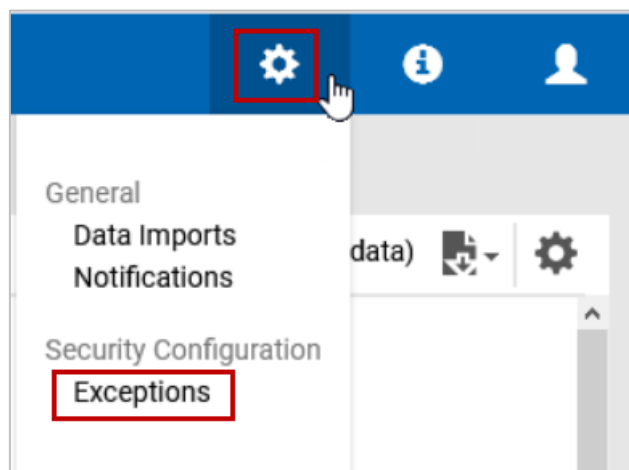 General
Data Imports
Notifications
data)
Security Configuration
Exceptions